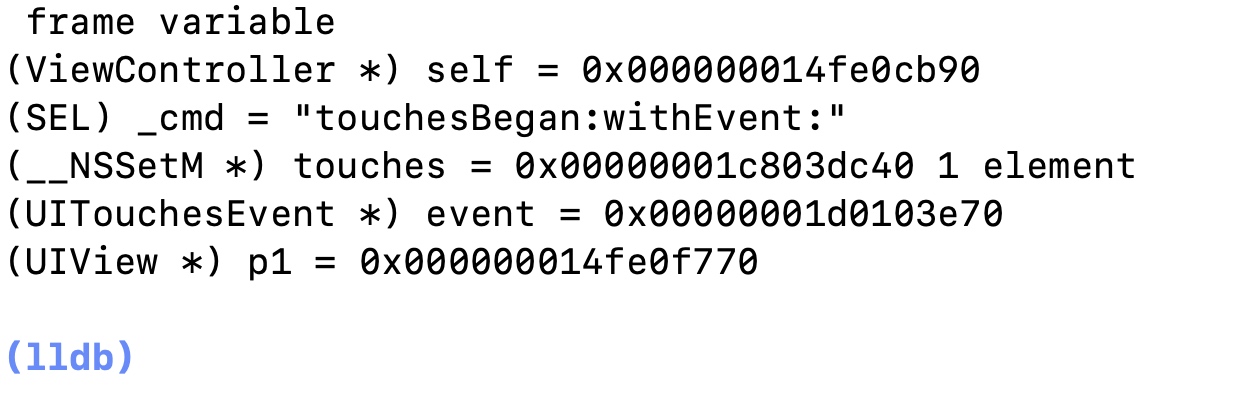 frame variable
(ViewController *) self = 0x000000014fe0cb90
(SEL) _cmd = "touchesBegan:withEvent:"
(__NSSetM *) touches = 0x00000001c803dc40 1 element
(UITouchesEvent *) event = 0x00000001d0103e70
(UIView *) p1 = 0x000000014fe0f770
(lldb)